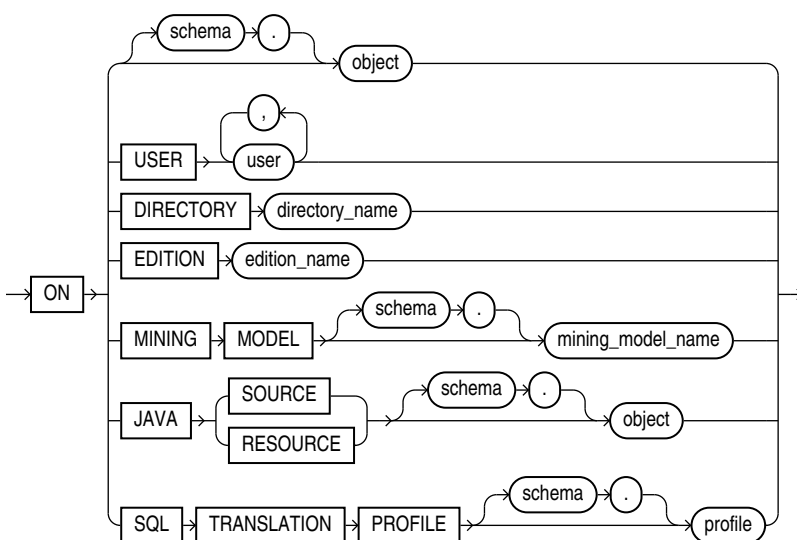 schema .
object
,
USER user
DIRECTORY directory_name
EDITION edition_name
ON
schema .
MINING MODEL mining_model_name
SOURCE schema .
JAVA object
RESOURCE
schema .
SQL TRANSLATION PROFILE profile